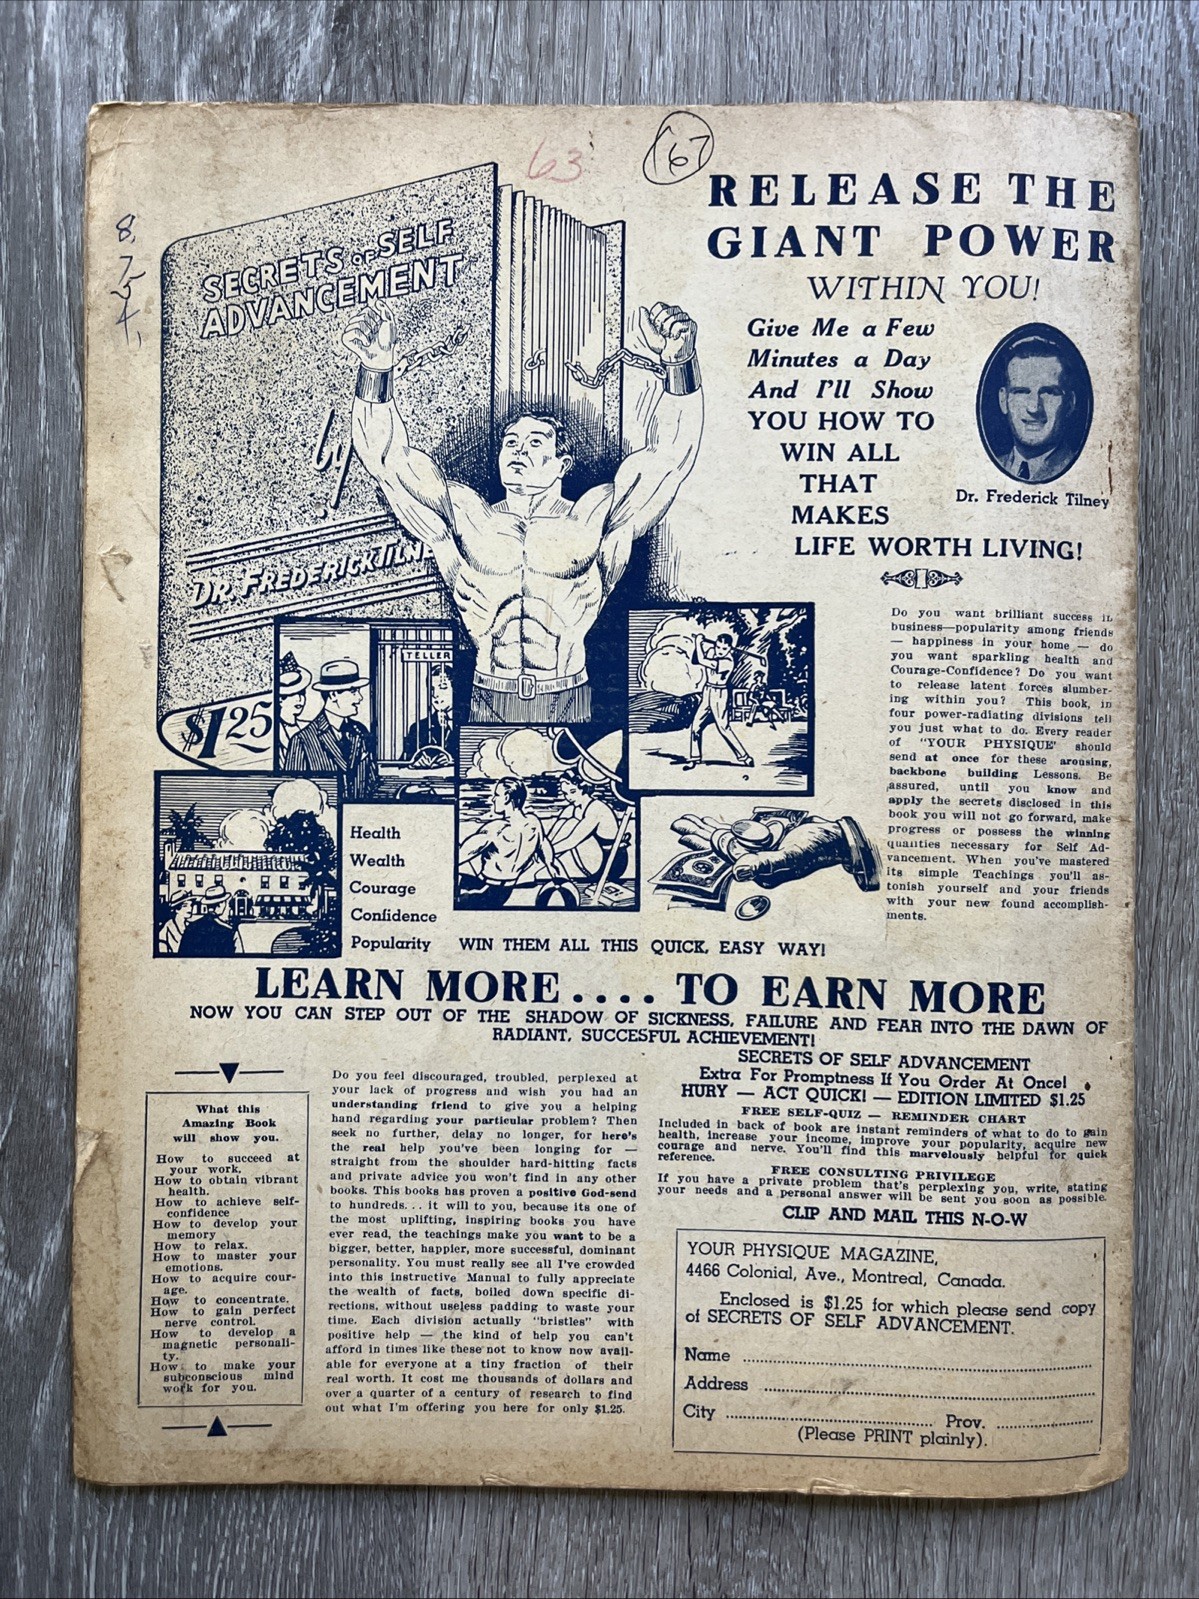 63
167
8
7
RELEASE THE
GIANT POWER
WITHIN YOU!
Give Me a Few
Minutes a Day
And I'll Show
YOU HOW TO
WIN ALL
THAT
MAKES
LIFE WORTH LIVING!
Dr. Frederick Tilney
SECRETS OF SELF
ADVANCEMENT
by
DR. FREDERICK TILNE
$1.25
TELLER
Do you want brilliant success in
business—popularity among friends
— happiness in your home — do
you want sparkling health and
Courage-Confidence? Do you want
to release latent forces slumber-
ing within you? This book, in
four power-radiating divisions tell
you just what to do. Every reader
of "YOUR PHYSIQUE' should
send at once for these arousing,
backbone building Lessons. Be
assured, until you know and
apply the secrets disclosed in this
book you will not go forward, make
progress or possess the winning
qualities necessary for Self Ad-
vancement. When you've mastered
its simple Teachings you'll as-
tonish yourself and your friends
with your new found accomplish-
ments.
Health
Wealth
Courage
Confidence
Popularity WIN THEM ALL THIS QUICK, EASY WAY!
LEARN MORE .... TO EARN MORE
NOW YOU CAN STEP OUT OF THE SHADOW OF SICKNESS, FAILURE AND FEAR INTO THE DAWN OF
RADIANT, SUCCESFUL ACHIEVEMENT!
What this
Amazing Book
will show you.
How to succeed at
your work.
How to obtain vibrant
health.
How to achieve self-
confidence
How to develop your
memory
How to relax.
How to master your
emotions.
How to acquire cour-
age.
How to concentrate.
How to gain perfect
nerve control.
How to develop a
magnetic personali-
ty.
How to make your
subconscious mind
work for you.
Do you feel discouraged, troubled, perplexed at
your lack of progress and wish you had an
understanding friend to give you a helping
hand regarding your particular problem? Then
seek no further, delay no longer, for here's
the real help you've been longing for —
straight from the shoulder hard-hitting facts
and private advice you won't find in any other
books. This books has proven a positive God-send
to hundreds... it will to you, because its one of
the most uplifting, inspiring books you have
ever read, the teachings make you want to be a
bigger, better, happier, more successful, dominant
personality. You must really see all I've crowded
into this instructive Manual to fully appreciate
the wealth of facts, boiled down specific di-
rections, without useless padding to waste your
time. Each division actually "bristles" with
positive help — the kind of help you can't
afford in times like these not to know now avail-
able for everyone at a tiny fraction of their
real worth. It cost me thousands of dollars and
over a quarter of a century of research to find
out what I'm offering you here for only $1.25.
SECRETS OF SELF ADVANCEMENT
Extra For Promptness If You Order At Once!
HURY — ACT QUICK! — EDITION LIMITED $1.25
FREE SELF-QUIZ — REMINDER CHART
Included in back of book are instant reminders of what to do to gain
health, increase your income, improve your popularity, acquire new
courage and nerve. You'll find this marvelously helpful for quick
reference.
FREE CONSULTING PRIVILEGE
If you have a private problem that's perplexing you, write, stating
your needs and a personal answer will be sent you soon as possible.
CLIP AND MAIL THIS N-O-W
YOUR PHYSIQUE MAGAZINE,
4466 Colonial, Ave., Montreal, Canada.
Enclosed is $1.25 for which please send copy
of SECRETS OF SELF ADVANCEMENT.
Name
Address
City Prov.
(Please PRINT plainly).